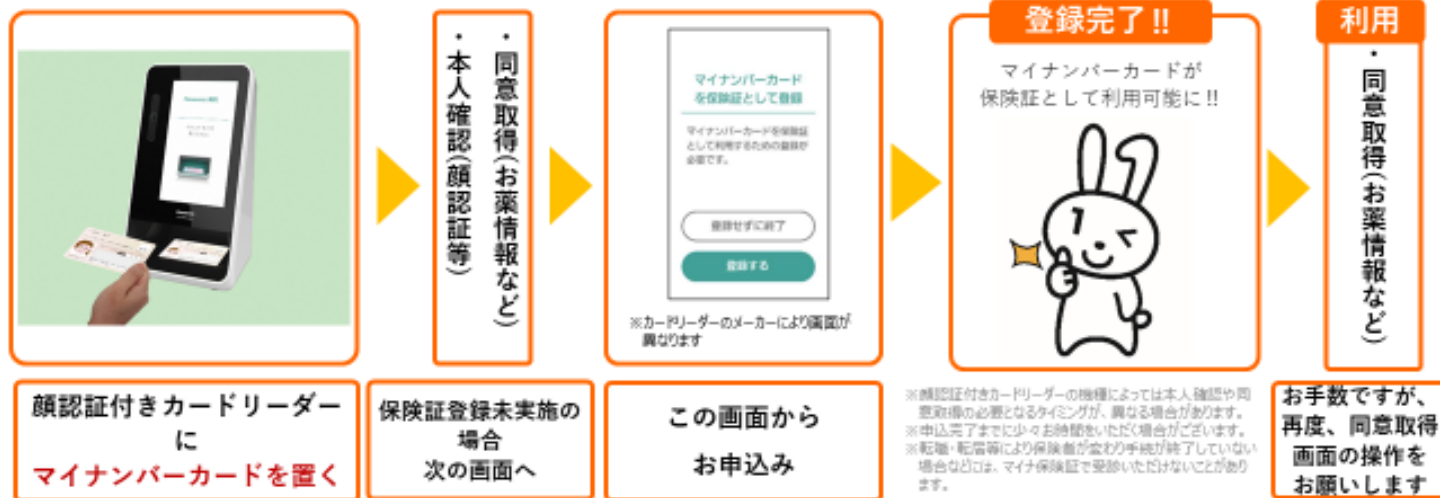 ・本人確認(顔認証等)
・同意取得(お薬情報など)
マイナンバーカード
を保険証として登録
マイナンバーカードを保険証
として利用するための登録が
必要です。
登録せずに終了
登録する
※カードリーダーのメーカーにより画面が
異なります
登録完了!!
マイナンバーカードが
保険証として利用可能に!!
利用
・同意取得(お薬情報など)
顔認証付きカードリーダー
に
マイナンバーカードを置く
保険証登録未実施の
場合
次の画面へ
この画面から
お申込み
※顔認証付きカードリーダーの機種によっては本人確認や同
意取得の必要となるタイミングが、異なる場合があります。
※申込完了までに少々お時間をいただく場合がございます。
※転職・転居等により保険者が変わり手続が終了していない
場合などには、マイナ保険証で受診いただけないことがあり
ます。
お手数ですが、
再度、同意取得
画面の操作を
お願いします